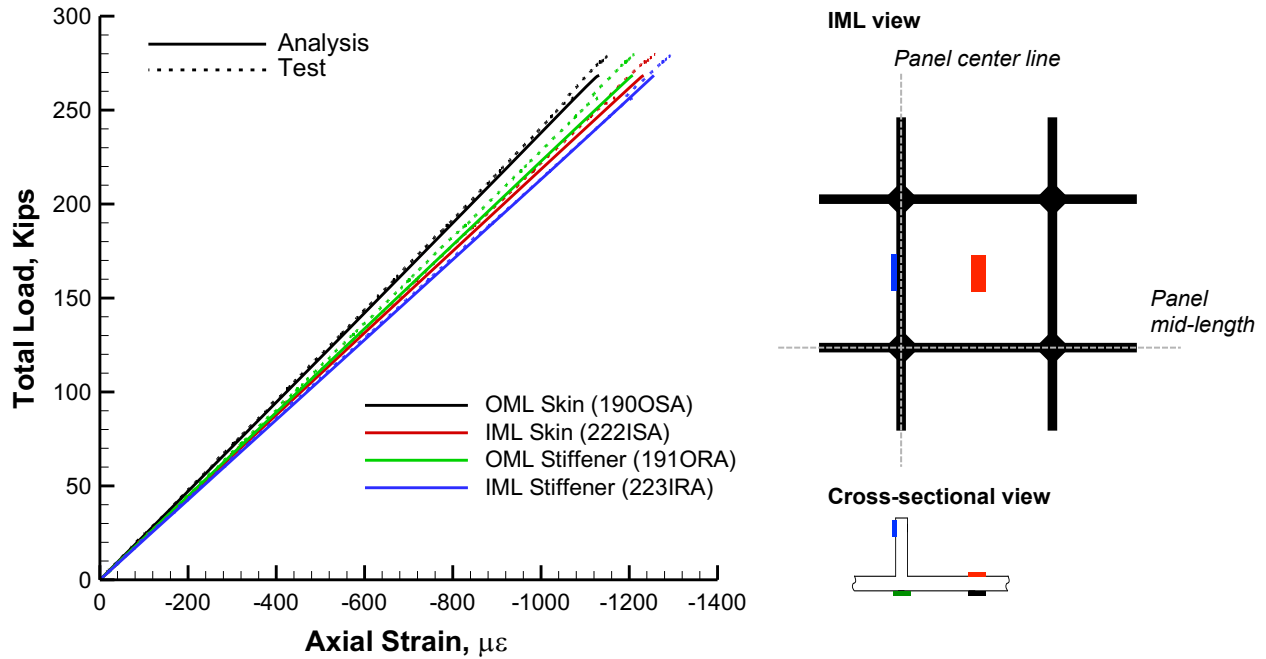 300
250
200
150
100
50
0
Total Load, Kips
Analysis
Test
OML Skin (190OSA)
IML Skin (222ISA)
OML Stiffener (191ORA)
IML Stiffener (223IRA)
0 -200 -400 -600 -800 -1000 -1200 -1400
Axial Strain, με
IML view
Panel center line
Panel
mid-length
Cross-sectional view